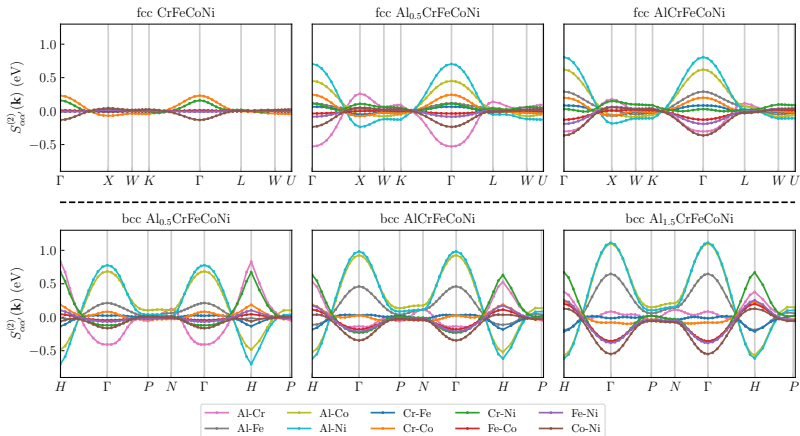 fcc CrFeCoNi
fcc Al0.5CrFeCoNi
fcc AlCrFeCoNi
S(2)αα′(k) (eV)
1.0
0.5
0.0
−0.5
Γ X W K Γ L W U
Γ X W K Γ L W U
Γ X W K Γ L W U
bcc Al0.5CrFeCoNi
bcc AlCrFeCoNi
bcc Al1.5CrFeCoNi
S(2)αα′(k) (eV)
1.0
0.5
0.0
−0.5
H Γ P N Γ H P
H Γ P N Γ H P
H Γ P N Γ H P
Al-Cr Al-Co Cr-Fe Cr-Ni Fe-Ni
Al-Fe Al-Ni Cr-Co Fe-Co Co-Ni